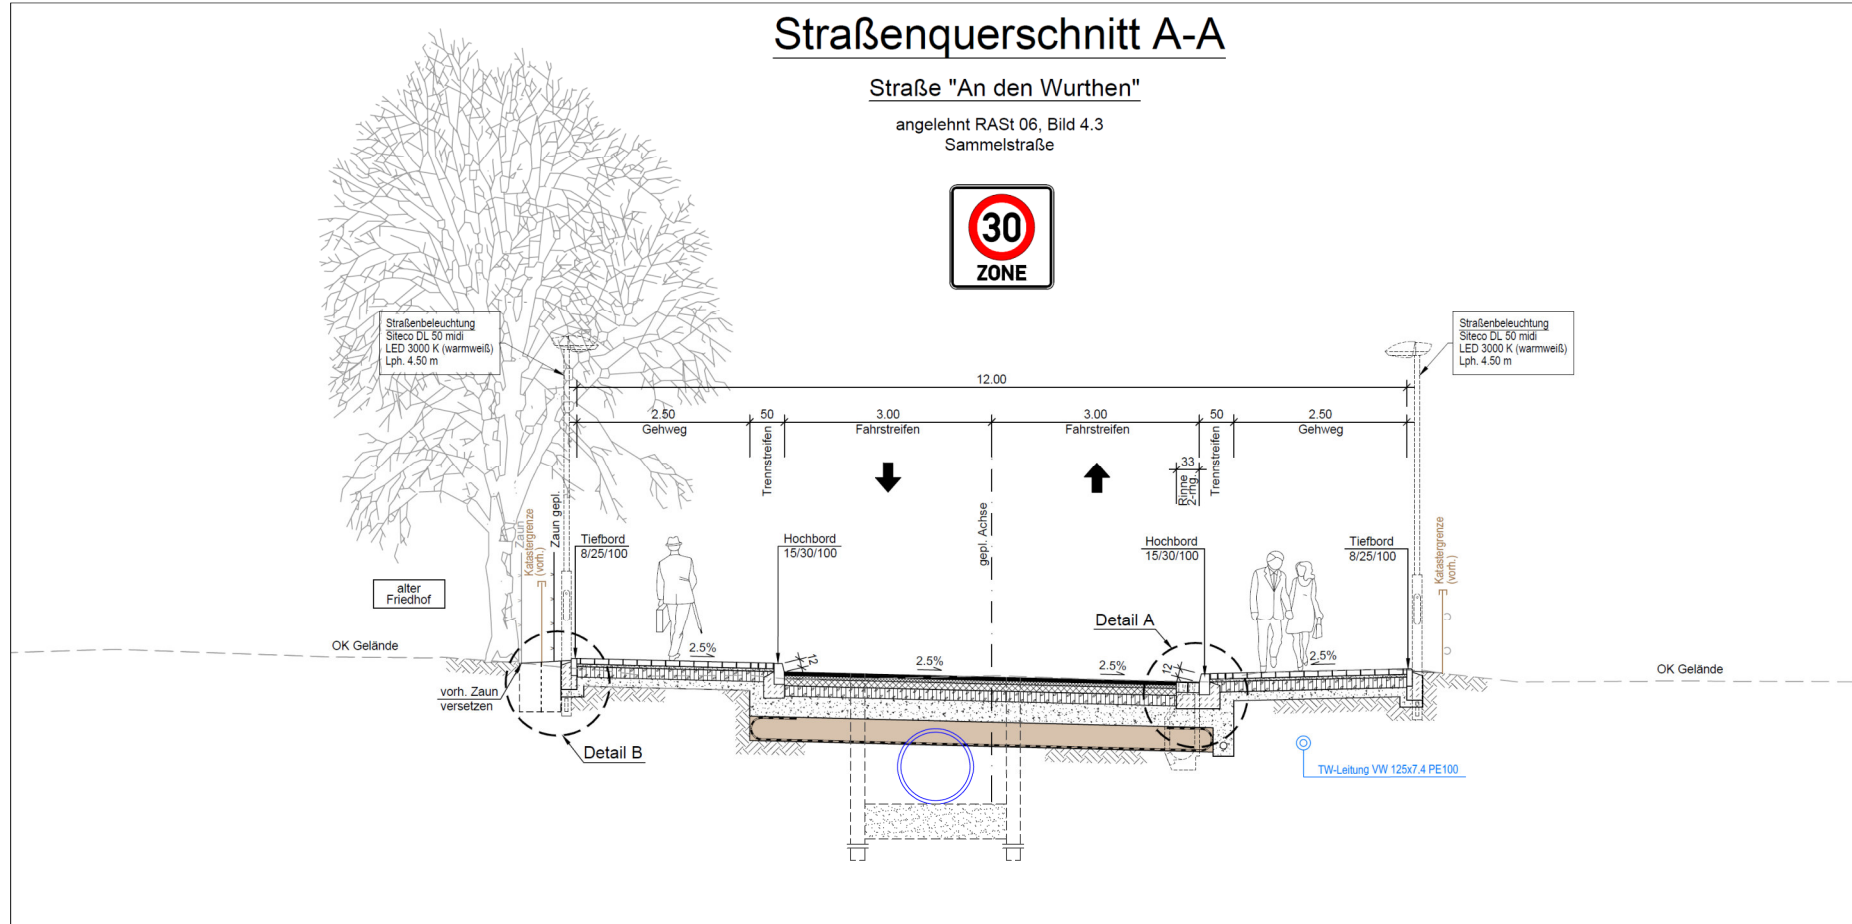 Straßenquerschnitt A-A
Straße "An den Wurthen"
angelehnt RASt 06, Bild 4.3
Sammelstraße
30
ZONE
Straßenbeleuchtung
Siteco DL 50 midi
LED 3000 K (warmweiß)
Lph. 4.50 m
Straßenbeleuchtung
Siteco DL 50 midi
LED 3000 K (warmweiß)
Lph. 4.50 m
12.00
2.50
Gehweg
50
Trennstreifen
3.00
Fahrstreifen
3.00
Fahrstreifen
50
Trennstreifen
2.50
Gehweg
33
Rinne
2-rhg.
Zaun
Zaun gepl.
Katastergrenze
(vorh.)
gepl. Achse
Katastergrenze
(vorh.)
Tiefbord
8/25/100
Hochbord
15/30/100
Hochbord
15/30/100
Tiefbord
8/25/100
alter
Friedhof
Detail A
OK Gelände
2.5%
12
2.5%
2.5%
12
2.5%
OK Gelände
vorh. Zaun
versetzen
Detail B
TW-Leitung VW 125x7.4 PE100